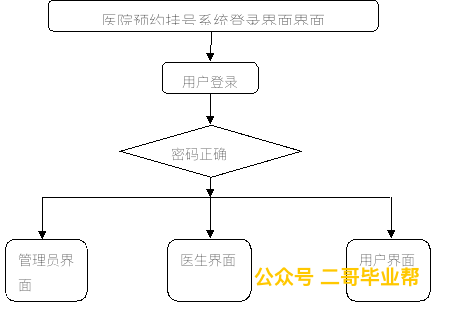 医院预约挂号系统登录界面界面
用户登录
密码正确
管理员界
面
医生界面
用户界面
公众号 二哥毕业帮